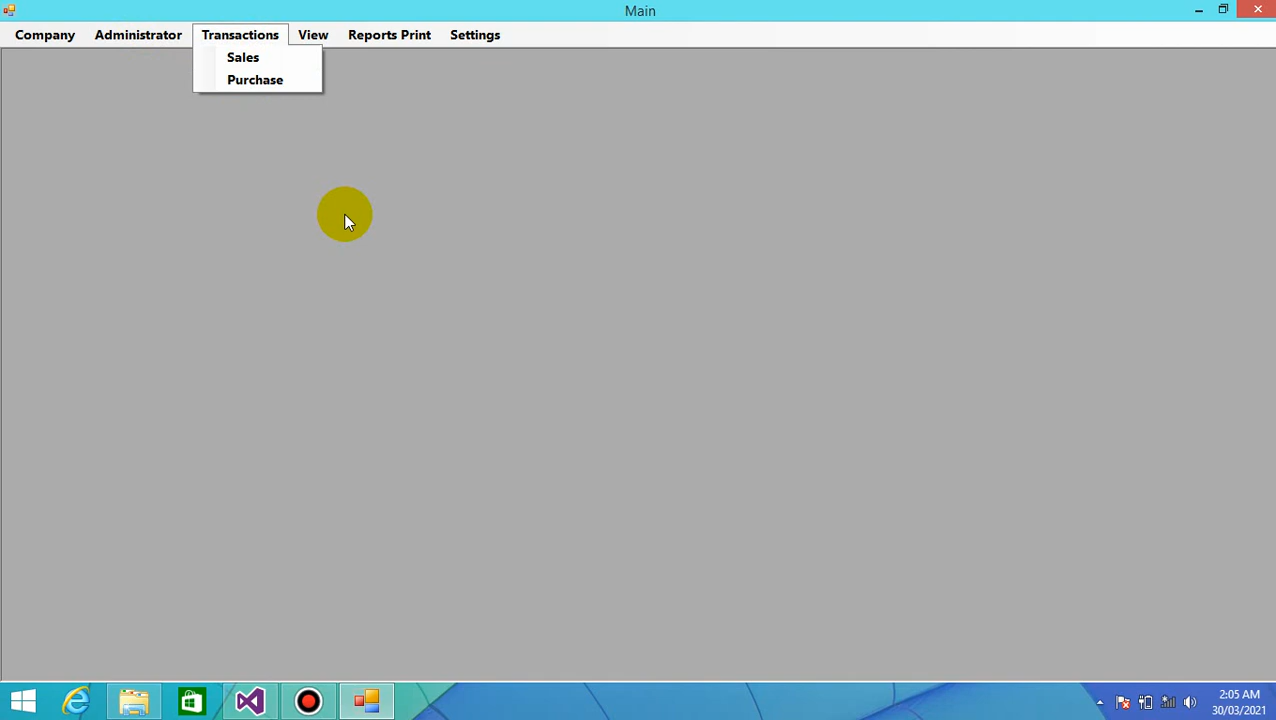 Main
Company Administrator Transactions View Reports Print Settings
Sales
Purchase
2:05 AM
30/03/2021